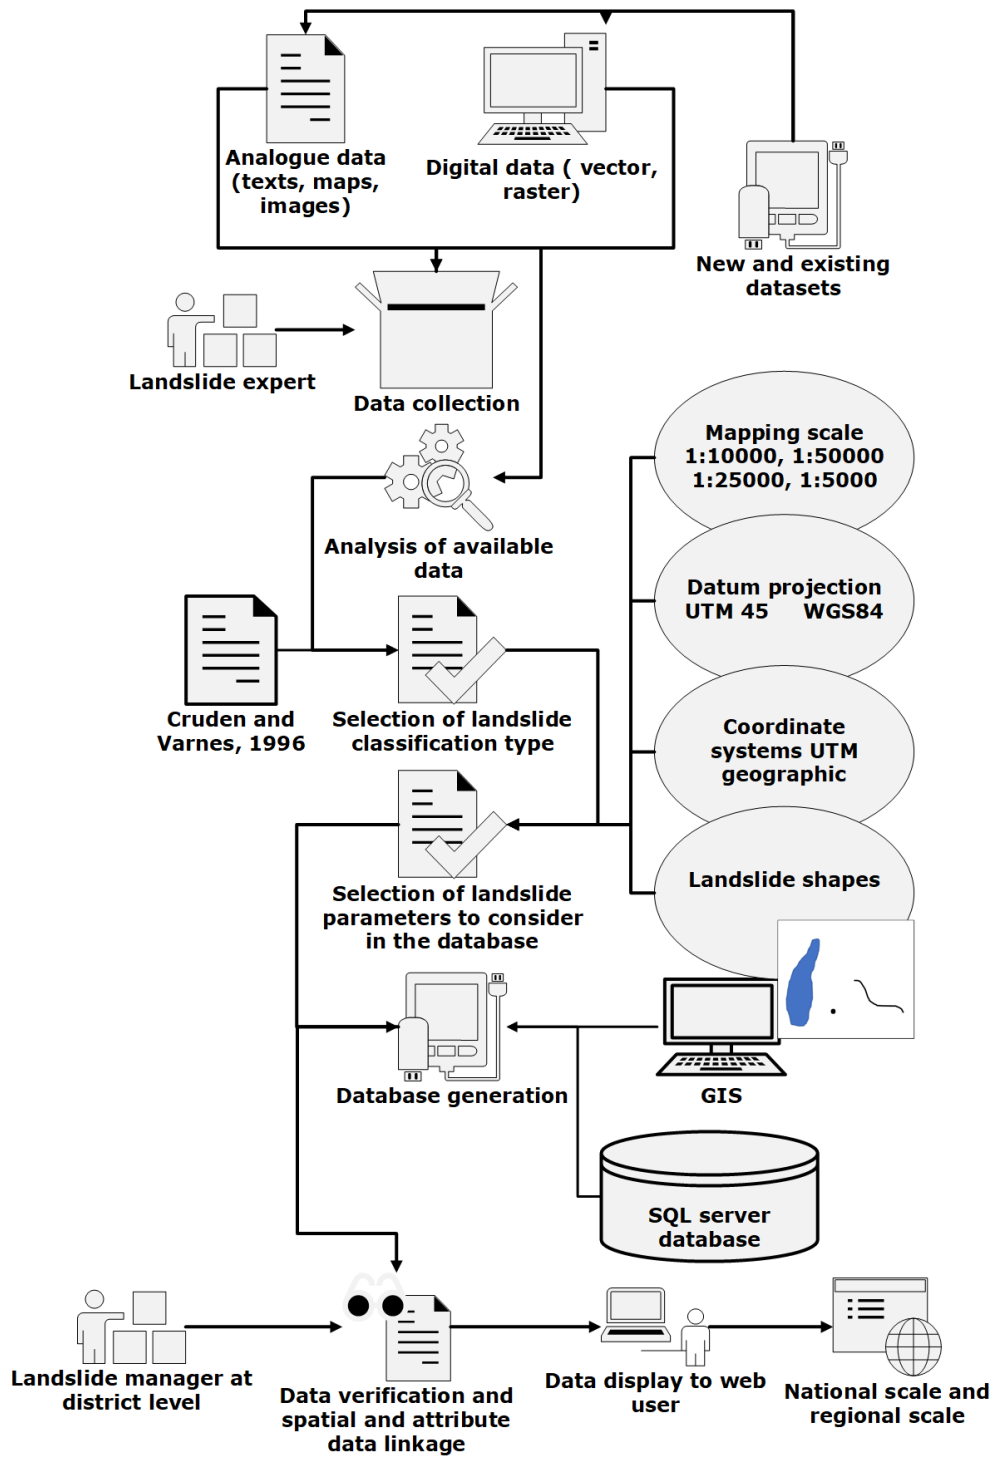 Analogue data
(texts, maps,
images)
Digital data ( vector,
raster)
New and existing
datasets
Landslide expert
Data collection
Mapping scale
1:10000, 1:50000
1:25000, 1:5000
Analysis of available
data
Datum projection
UTM 45 WGS84
Cruden and
Varnes, 1996
Selection of landslide
classification type
Coordinate
systems UTM
geographic
Landslide shapes
Selection of landslide
parameters to consider
in the database
Database generation
GIS
SQL server
database
Landslide manager at
district level
Data verification and
spatial and attribute
data linkage
Data display to web
user
National scale and
regional scale